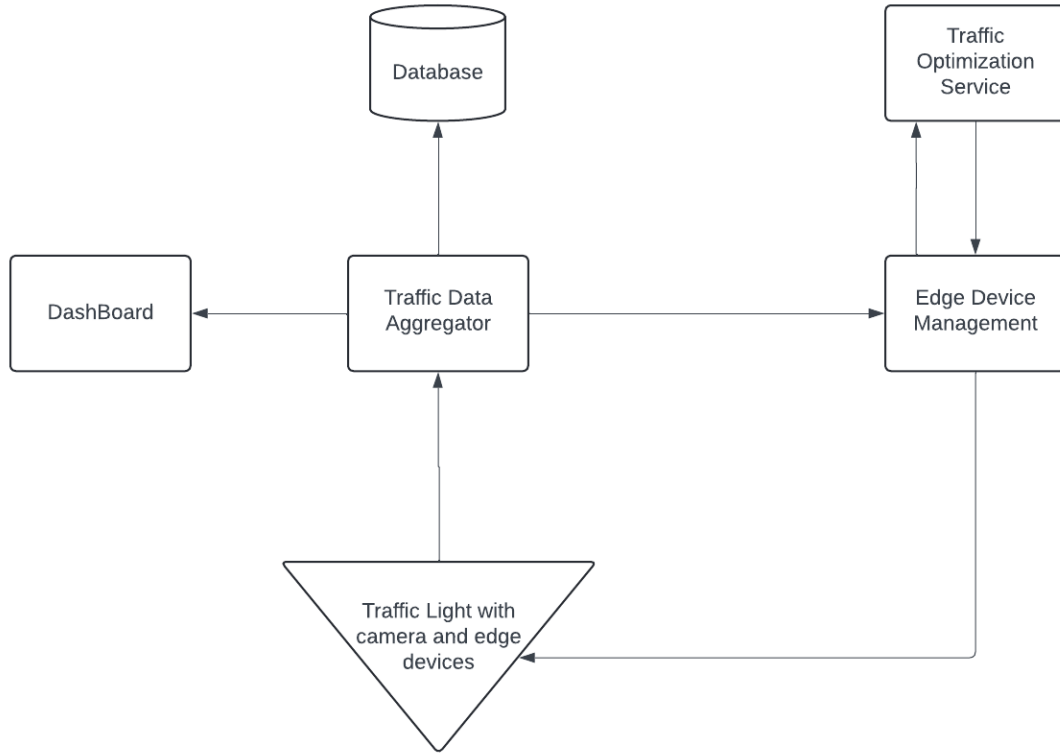 Database
Traffic
Optimization
Service
DashBoard
Traffic Data
Aggregator
Edge Device
Management
Traffic Light with
camera and edge
devices